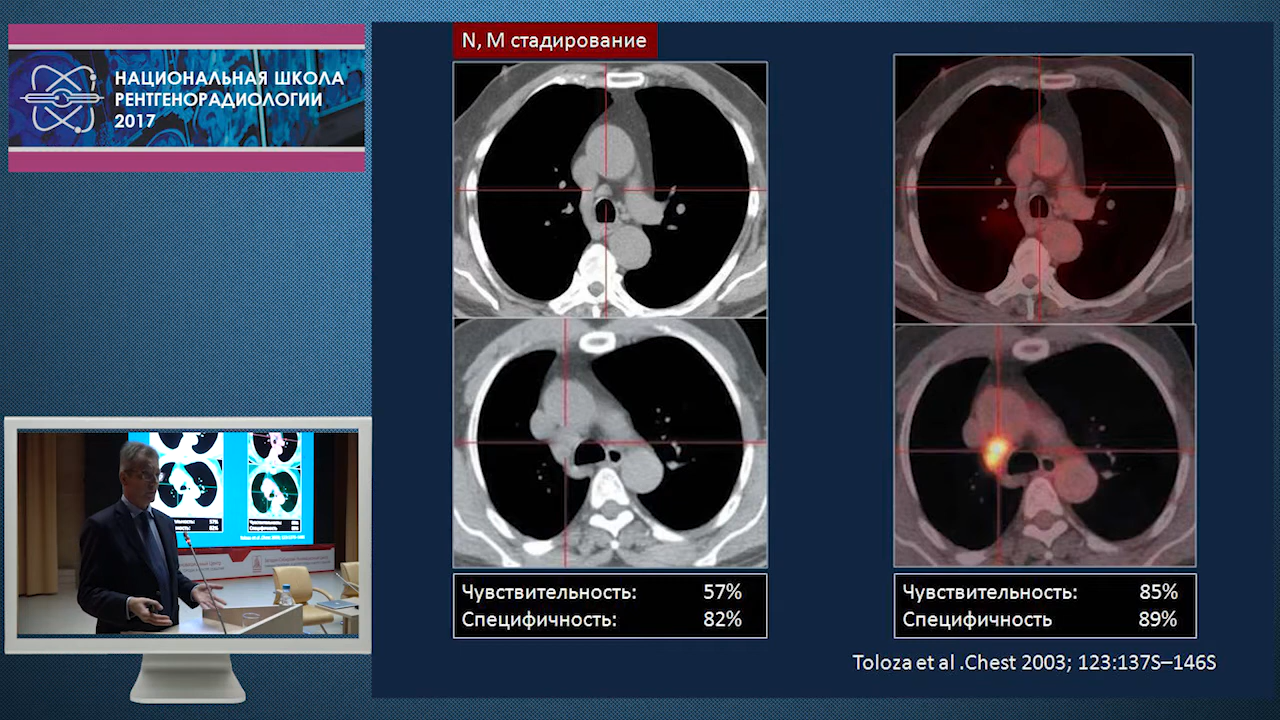 НАЦИОНАЛЬНАЯ ШКОЛА
РЕНТГЕНОРАДИОЛОГИИ
2017
N, M стадирование
Чувствительность: 57%
Специфичность: 82%
Чувствительность: 85%
Специфичность 89%
Toloza et al .Chest 2003; 123:137S–146S